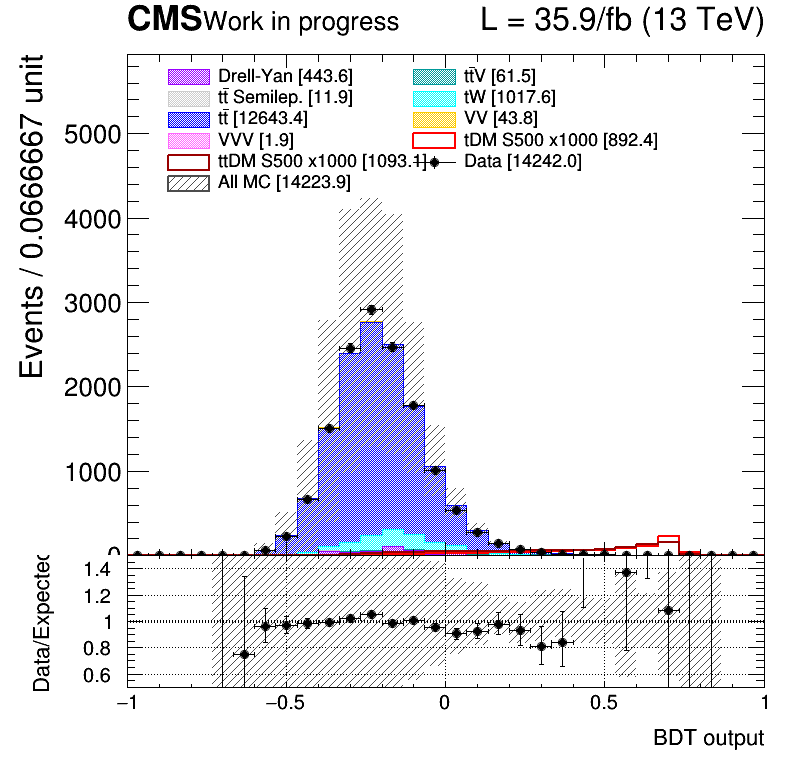 CMS Work in progress L = 35.9/fb (13 TeV)
Drell-Yan [443.6] tt̄V [61.5]
tt̄ Semilep. [11.9] tW [1017.6]
tt̄ [12643.4] VV [43.8]
VVV [1.9] tDM S500 x1000 [892.4]
ttDM S500 x1000 [1093.1] Data [14242.0]
All MC [14223.9]
Events / 0.0666667 unit
5000
4000
3000
2000
1000
0
Data/Expected
1.4
1.2
1
0.8
0.6
−1 −0.5 0 0.5 1
BDT output